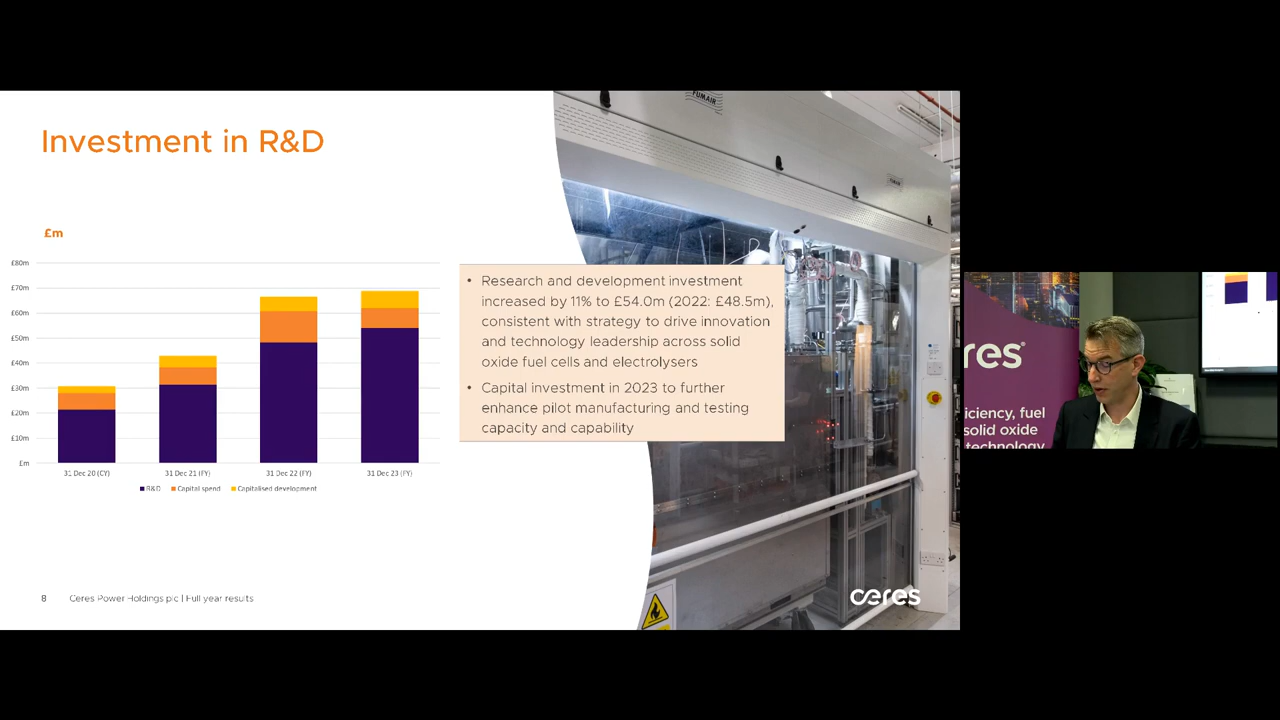 Investment in R&D
£m
£80m
£70m
£60m
£50m
£40m
£30m
£20m
£10m
£m
31 Dec 20 (CY)
31 Dec 21 (FY)
31 Dec 22 (FY)
31 Dec 23 (FY)
R&D
Capital spend
Capitalised development
• Research and development investment
increased by 11% to £54.0m (2022: £48.5m),
consistent with strategy to drive innovation
and technology leadership across solid
oxide fuel cells and electrolysers
• Capital investment in 2023 to further
enhance pilot manufacturing and testing
capacity and capability
FUMAIR
FUMAIR
8 Ceres Power Holdings plc | Full year results
ceres
res®
iciency, fuel
solid oxide
technology